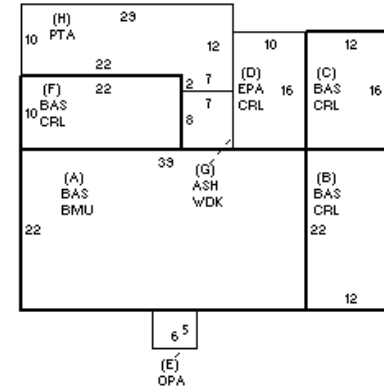 (H) 29
10 PTA
12 10 12
22
2 7
(F) 22
BAS
10 CRL
7
8
(D)
EPA 16
CRL
(C)
BAS 16
CRL
39
(A)
BAS
BMU
22
(G)
ASH
WDK
(B)
BAS
CRL
22
12
6 5
(E)
OPA